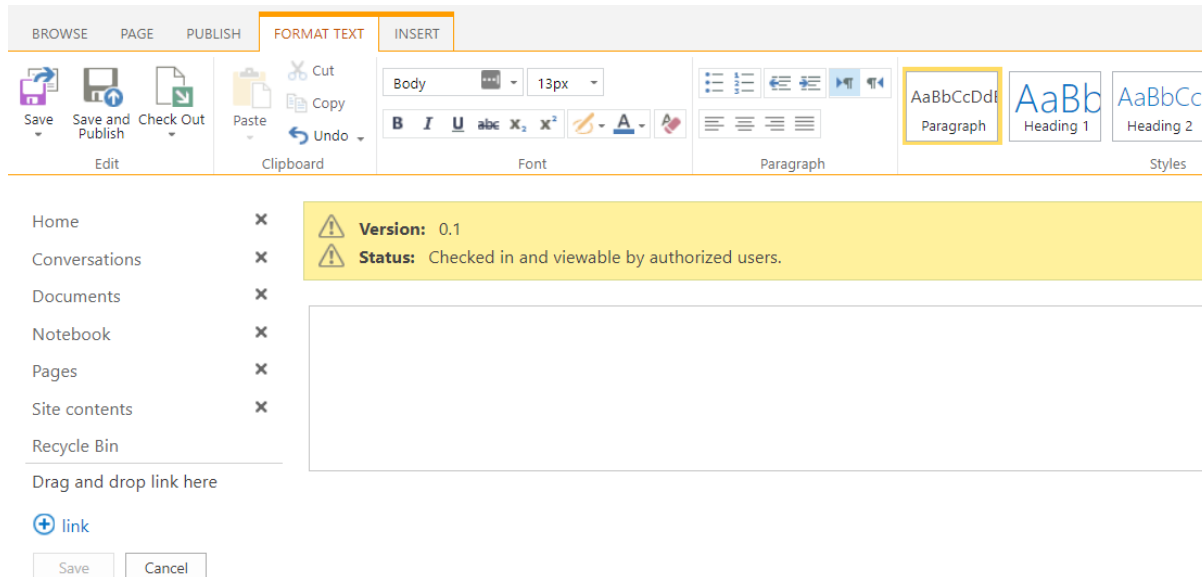 BROWSE PAGE PUBLISH FORMAT TEXT INSERT
Save
Save and Publish
Check Out
Edit
Paste
Cut
Copy
Undo
Clipboard
Body 13px
B I U abc X₂ X² A
Font
Paragraph
AaBbCcDdE
Paragraph
AaBb
Heading 1
AaBbCc
Heading 2
Styles
Home
Conversations
Documents
Notebook
Pages
Site contents
Recycle Bin
Drag and drop link here
link
Save Cancel
Version: 0.1
Status: Checked in and viewable by authorized users.